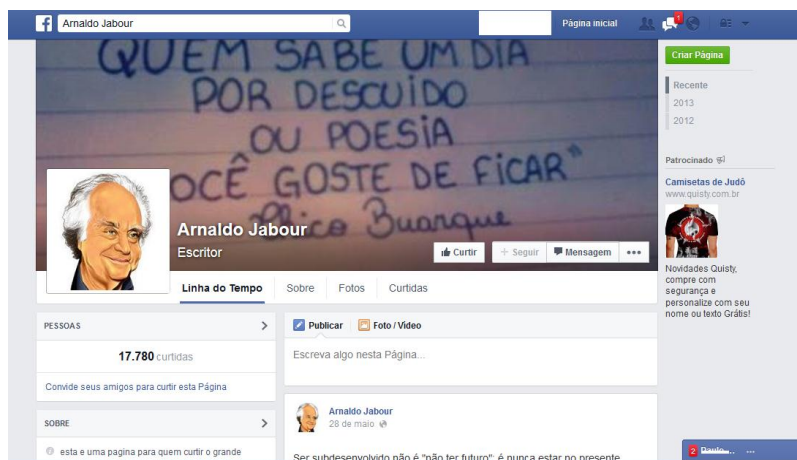 f
Arnaldo Jabour
Página inicial
1
QUEM SABE UM DIA
POR DESCUIDO
OU POESIA
OCÊ GOSTE DE FICAR"
Chico Buarque
Arnaldo Jabour
Escritor
Curtir
+ Seguir
Mensagem
Linha do Tempo
Sobre
Fotos
Curtidas
PESSOAS
17.780 curtidas
Convide seus amigos para curtir esta Página
SOBRE
esta e uma pagina para quem curtir o grande
Publicar
Foto / Vídeo
Escreva algo nesta Página...
Arnaldo Jabour
28 de maio
Ser subdesenvolvido não é "não ter futuro"; é nunca estar no presente
Criar Página
Recente
2013
2012
Patrocinado
Camisetas de Judô
www.quisty.com.br
Novidades Quisty,
compre com
segurança e
personalize com seu
nome ou texto Grátis!
2